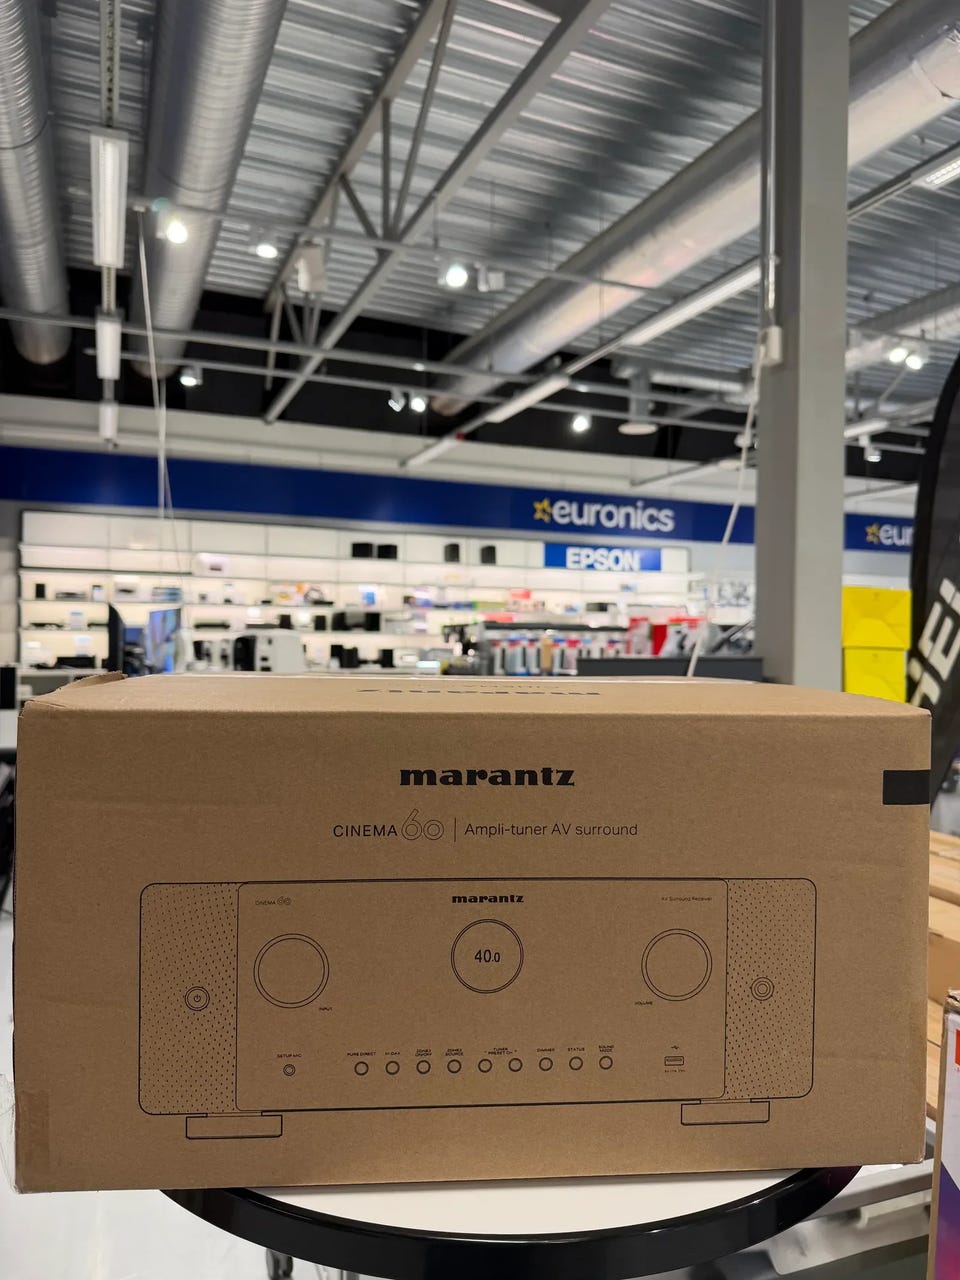 euronics
eur
EPSON
marantz
CINEMA 60 | Ampli-tuner AV surround
CINEMA 60
marantz
AV Surround Receiver
40.0
INPUT
VOLUME
SETUP MIC
PURE DIRECT
M-DAX
ZONE2 ON/OFF
ZONE2 SOURCE
TUNER PRESET CH
DIMMER
STATUS
SOUND MODE